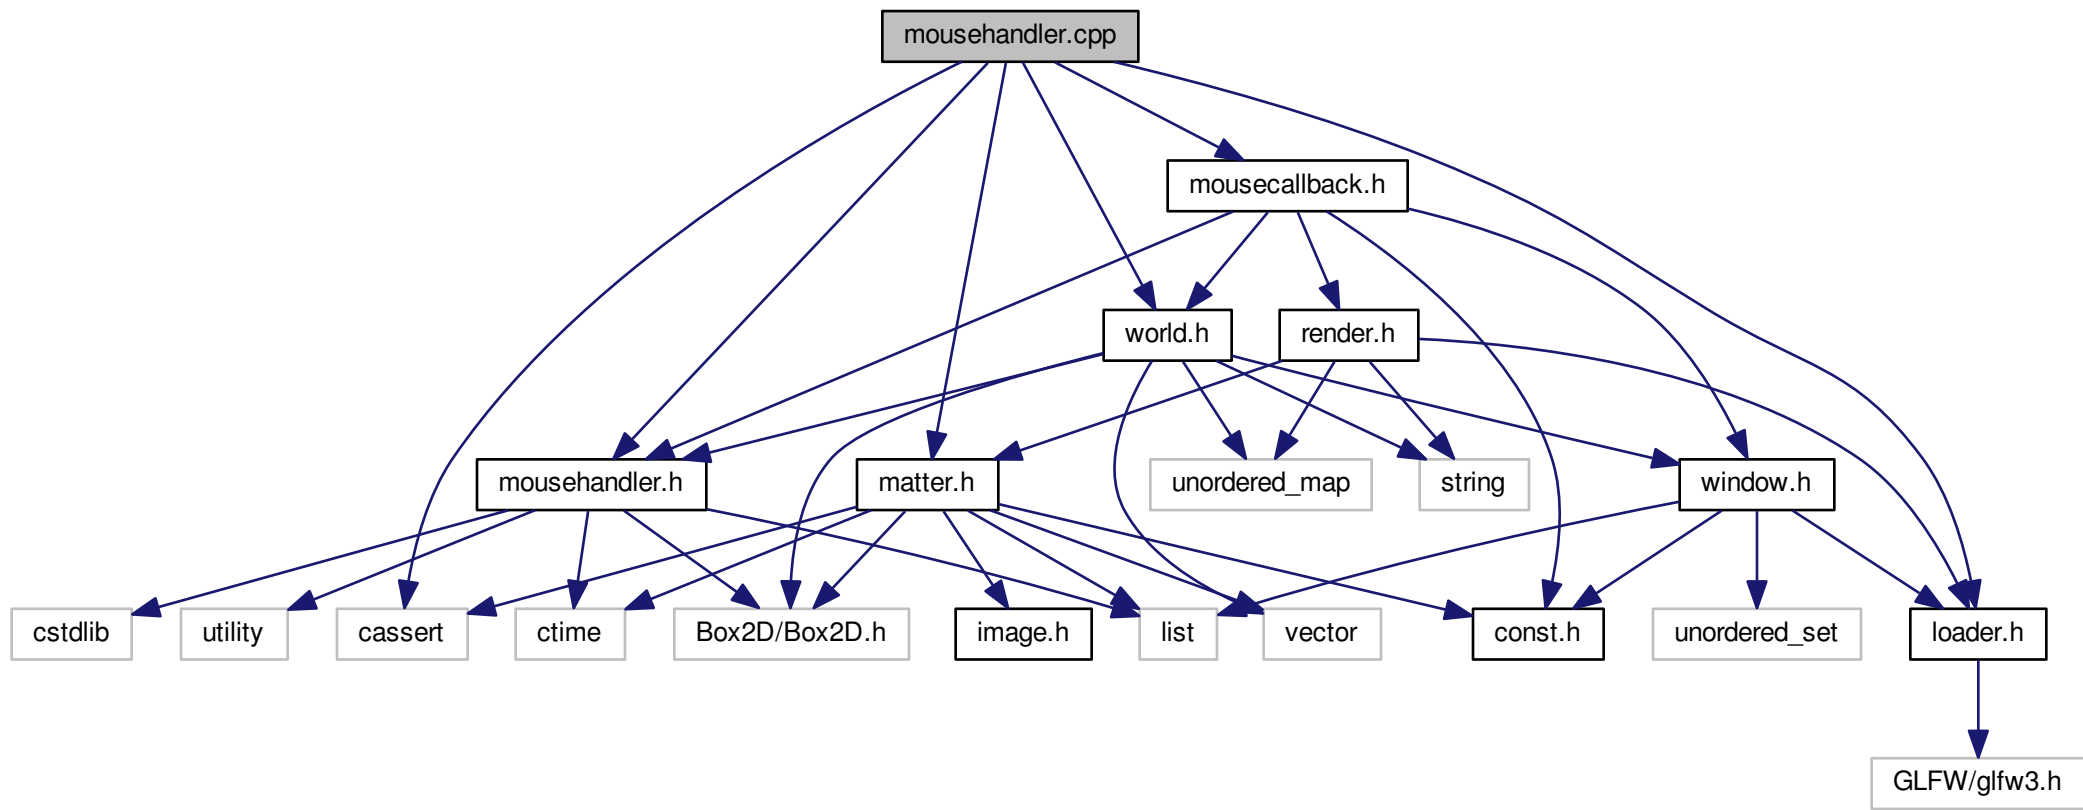 mousehandler.cpp
mousecallback.h
world.h
render.h
mousehandler.h
matter.h
unordered_map
string
window.h
cstdlib
utility
cassert
ctime
Box2D/Box2D.h
image.h
list
vector
const.h
unordered_set
loader.h
GLFW/glfw3.h